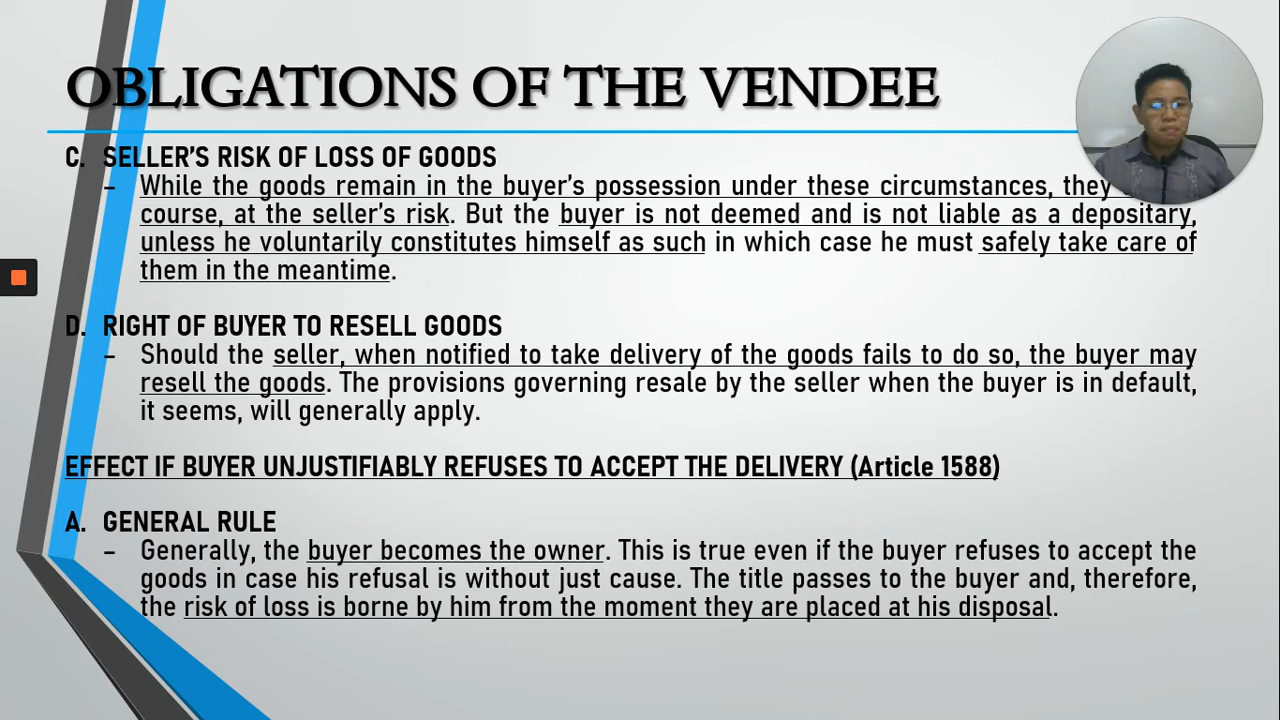 OBLIGATIONS OF THE VENDEE
C. SELLER'S RISK OF LOSS OF GOODS
– While the goods remain in the buyer's possession under these circumstances, they
course, at the seller's risk. But the buyer is not deemed and is not liable as a depositary,
unless he voluntarily constitutes himself as such in which case he must safely take care of
them in the meantime.
D. RIGHT OF BUYER TO RESELL GOODS
– Should the seller, when notified to take delivery of the goods fails to do so, the buyer may
resell the goods. The provisions governing resale by the seller when the buyer is in default,
it seems, will generally apply.
EFFECT IF BUYER UNJUSTIFIABLY REFUSES TO ACCEPT THE DELIVERY (Article 1588)
A. GENERAL RULE
– Generally, the buyer becomes the owner. This is true even if the buyer refuses to accept the
goods in case his refusal is without just cause. The title passes to the buyer and, therefore,
the risk of loss is borne by him from the moment they are placed at his disposal.